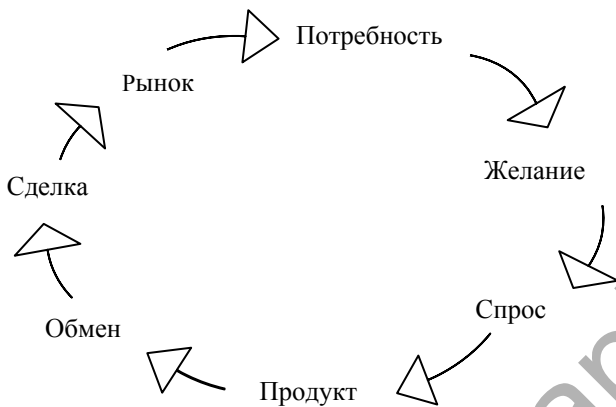 Потребность
Желание
Спрос
Продукт
Обмен
Сделка
Рынок